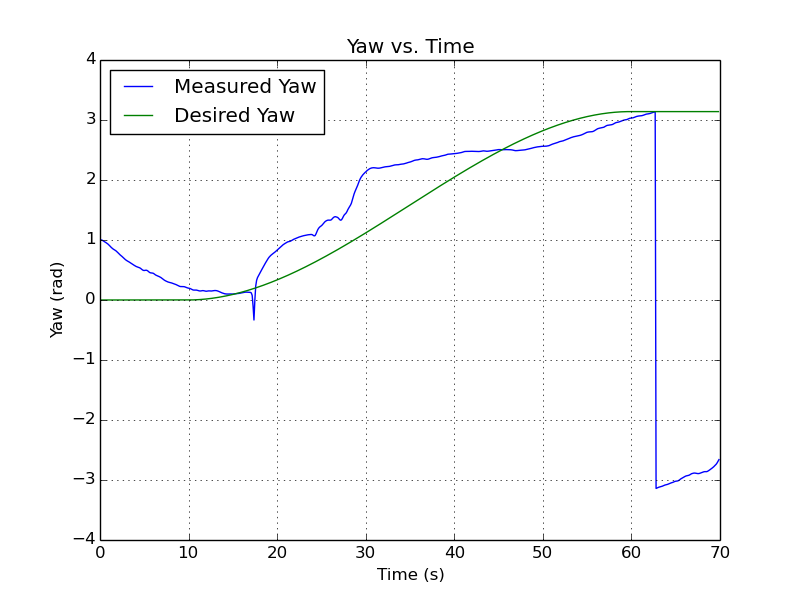 Yaw vs. Time
Measured Yaw
Desired Yaw
4
3
2
1
0
−1
−2
−3
−4
Yaw (rad)
0 10 20 30 40 50 60 70
Time (s)